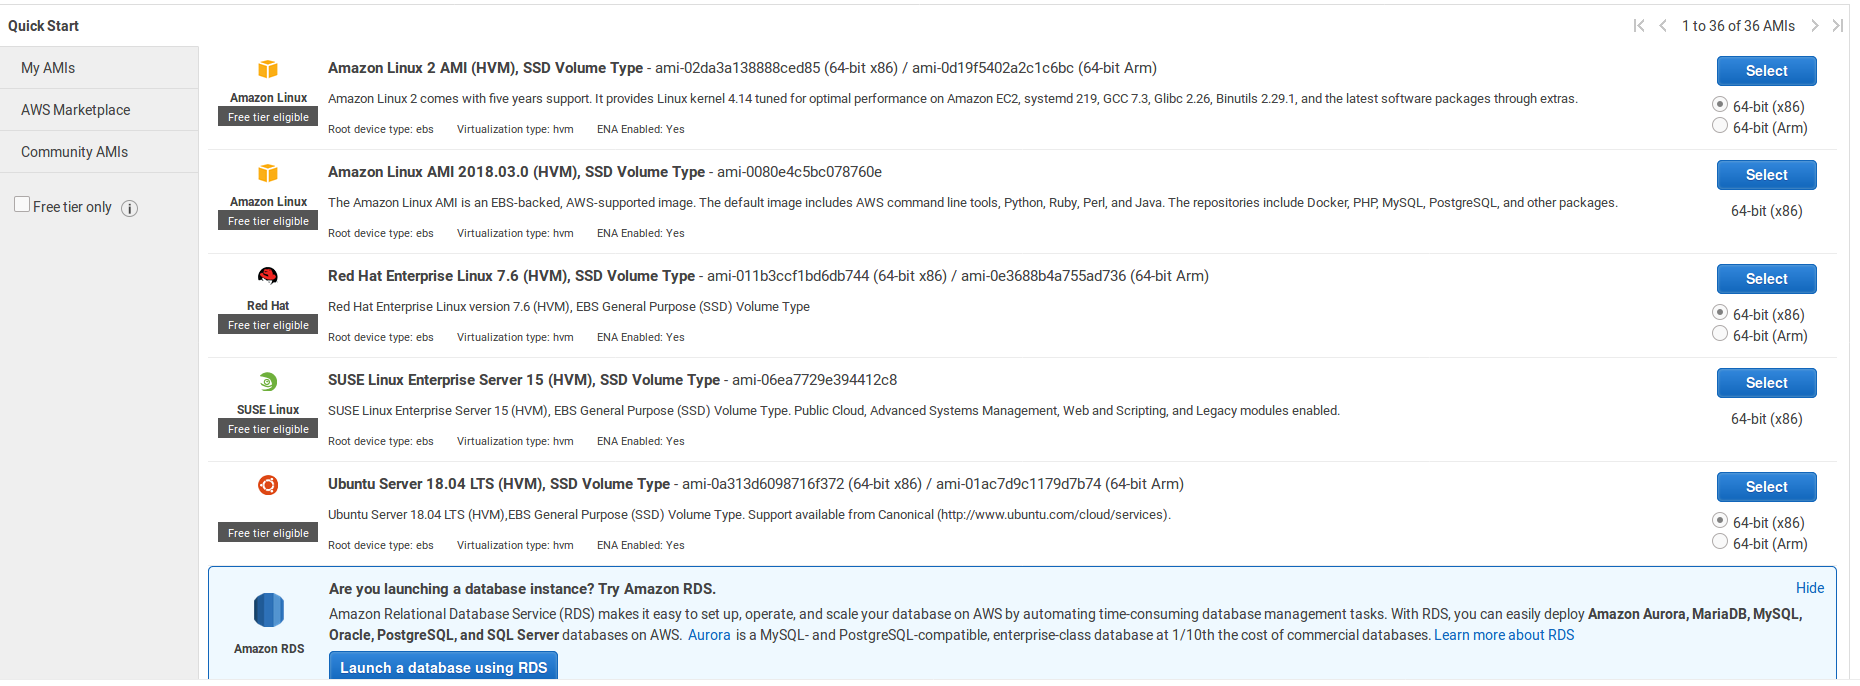 Quick Start
1 to 36 of 36 AMIs
My AMIs
AWS Marketplace
Community AMIs
Free tier only
Amazon Linux
Free tier eligible
Amazon Linux 2 AMI (HVM), SSD Volume Type - ami-02da3a138888ced85 (64-bit x86) / ami-0d19f5402a2c1c6bc (64-bit Arm)
Amazon Linux 2 comes with five years support. It provides Linux kernel 4.14 tuned for optimal performance on Amazon EC2, systemd 219, GCC 7.3, Glibc 2.26, Binutils 2.29.1, and the latest software packages through extras.
Root device type: ebs Virtualization type: hvm ENA Enabled: Yes
Select
64-bit (x86)
64-bit (Arm)
Amazon Linux
Free tier eligible
Amazon Linux AMI 2018.03.0 (HVM), SSD Volume Type - ami-0080e4c5bc078760e
The Amazon Linux AMI is an EBS-backed, AWS-supported image. The default image includes AWS command line tools, Python, Ruby, Perl, and Java. The repositories include Docker, PHP, MySQL, PostgreSQL, and other packages.
Root device type: ebs Virtualization type: hvm ENA Enabled: Yes
Select
64-bit (x86)
Red Hat
Free tier eligible
Red Hat Enterprise Linux 7.6 (HVM), SSD Volume Type - ami-011b3ccf1bd6db744 (64-bit x86) / ami-0e3688b4a755ad736 (64-bit Arm)
Red Hat Enterprise Linux version 7.6 (HVM), EBS General Purpose (SSD) Volume Type
Root device type: ebs Virtualization type: hvm ENA Enabled: Yes
Select
64-bit (x86)
64-bit (Arm)
SUSE Linux
Free tier eligible
SUSE Linux Enterprise Server 15 (HVM), SSD Volume Type - ami-06ea7729e394412c8
SUSE Linux Enterprise Server 15 (HVM), EBS General Purpose (SSD) Volume Type. Public Cloud, Advanced Systems Management, Web and Scripting, and Legacy modules enabled.
Root device type: ebs Virtualization type: hvm ENA Enabled: Yes
Select
64-bit (x86)
Free tier eligible
Ubuntu Server 18.04 LTS (HVM), SSD Volume Type - ami-0a313d6098716f372 (64-bit x86) / ami-01ac7d9c1179d7b74 (64-bit Arm)
Ubuntu Server 18.04 LTS (HVM),EBS General Purpose (SSD) Volume Type. Support available from Canonical (http://www.ubuntu.com/cloud/services).
Root device type: ebs Virtualization type: hvm ENA Enabled: Yes
Select
64-bit (x86)
64-bit (Arm)
Amazon RDS
Are you launching a database instance? Try Amazon RDS.
Hide
Amazon Relational Database Service (RDS) makes it easy to set up, operate, and scale your database on AWS by automating time-consuming database management tasks. With RDS, you can easily deploy Amazon Aurora, MariaDB, MySQL,
Oracle, PostgreSQL, and SQL Server databases on AWS. Aurora is a MySQL- and PostgreSQL-compatible, enterprise-class database at 1/10th the cost of commercial databases. Learn more about RDS
Launch a database using RDS